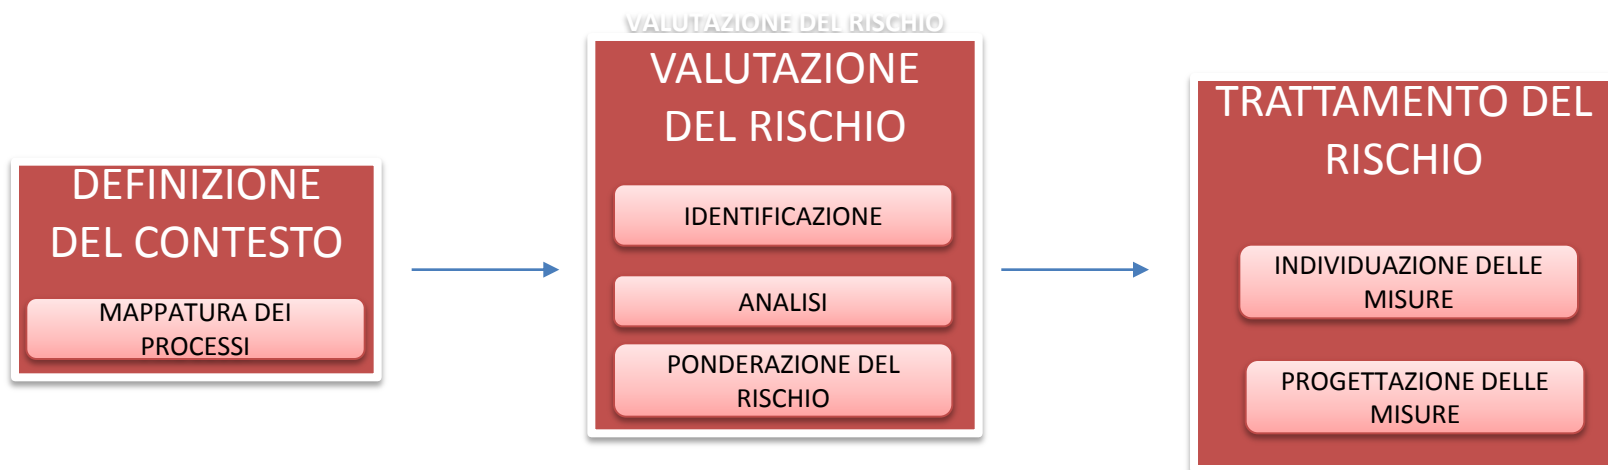 DEFINIZIONE
DEL CONTESTO
MAPPATURA DEI
PROCESSI
VALUTAZIONE DEL RISCHIO
VALUTAZIONE
DEL RISCHIO
IDENTIFICAZIONE
ANALISI
PONDERAZIONE DEL
RISCHIO
TRATTAMENTO DEL
RISCHIO
INDIVIDUAZIONE DELLE
MISURE
PROGETTAZIONE DELLE
MISURE